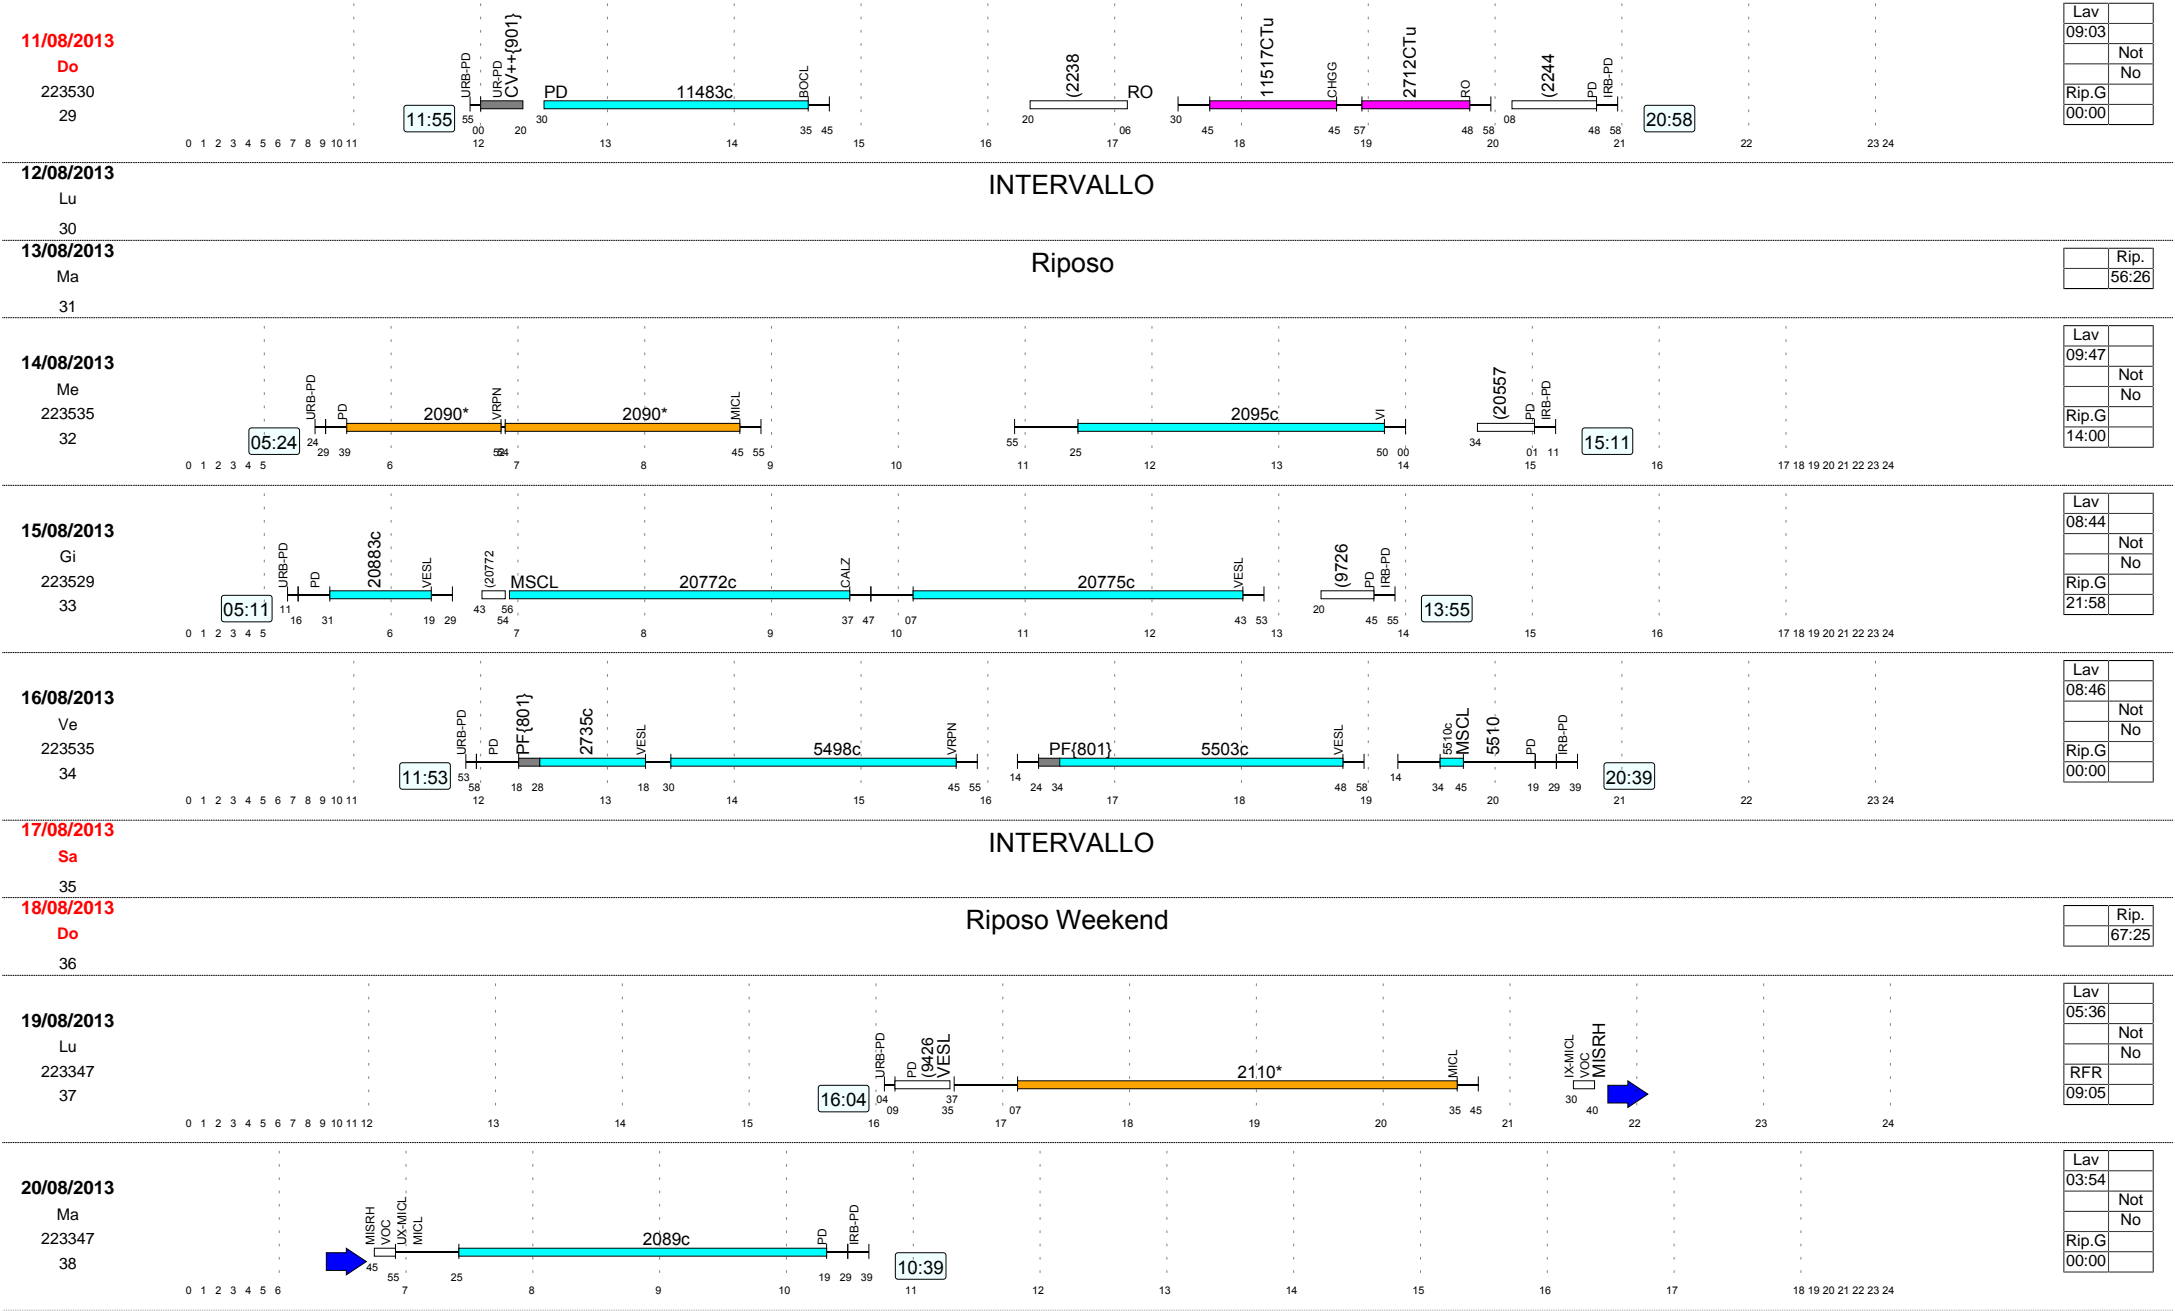 11/08/2013
Do
223530
29
11:55
URB-PD
UR-PD
CV++{901}
PD
11483c
BOCL
(2238
RO
11517CTu
CHGG
2712CTu
RO
(2244
PD
IRB-PD
20:58
55 00 20 30 35 45 20 06 30 45 45 57 48 58 08 48 58
0 1 2 3 4 5 6 7 8 9 10 11 12 13 14 15 16 17 18 19 20 21 22 23 24
Lav
09:03
Not
No
Rip.G
00:00
12/08/2013
Lu
30
INTERVALLO
13/08/2013
Ma
31
Riposo
Rip.
56:26
14/08/2013
Me
223535
32
05:24
URB-PD
PD
2090*
VRPN
2090*
MICL
2095c
VI
(20557
PD
IRB-PD
15:11
24 29 39 52 54 45 55 55 25 50 00 34 01 11
0 1 2 3 4 5 6 7 8 9 10 11 12 13 14 15 16 17 18 19 20 21 22 23 24
Lav
09:47
Not
No
Rip.G
14:00
15/08/2013
Gi
223529
33
05:11
URB-PD
PD
20883c
VESL
(20772
MSCL
20772c
CALZ
20775c
VESL
(9726
PD
IRB-PD
13:55
11 16 31 19 29 43 54 56 37 47 07 43 53 20 45 55
0 1 2 3 4 5 6 7 8 9 10 11 12 13 14 15 16 17 18 19 20 21 22 23 24
Lav
08:44
Not
No
Rip.G
21:58
16/08/2013
Ve
223535
34
11:53
URB-PD
PD
PF{801}
2735c
VESL
5498c
VRPN
PF{801}
5503c
VESL
5510c
MSCL
5510
PD
IRB-PD
20:39
53 58 18 28 18 30 45 55 14 24 34 48 58 14 34 45 19 29 39
0 1 2 3 4 5 6 7 8 9 10 11 12 13 14 15 16 17 18 19 20 21 22 23 24
Lav
08:46
Not
No
Rip.G
00:00
17/08/2013
Sa
35
INTERVALLO
18/08/2013
Do
36
Riposo Weekend
Rip.
67:25
19/08/2013
Lu
223347
37
16:04
URB-PD
PD
(9426
VESL
2110*
MICL
IX-MICL
VOC
MISRH
04 09 35 37 07 35 45 30 40
0 1 2 3 4 5 6 7 8 9 10 11 12 13 14 15 16 17 18 19 20 21 22 23 24
Lav
05:36
Not
No
RFR
09:05
20/08/2013
Ma
223347
38
MISRH
VOC
UX-MICL
MICL
2089c
PD
IRB-PD
10:39
45 55 25 19 29 39
0 1 2 3 4 5 6 7 8 9 10 11 12 13 14 15 16 17 18 19 20 21 22 23 24
Lav
03:54
Not
No
Rip.G
00:00